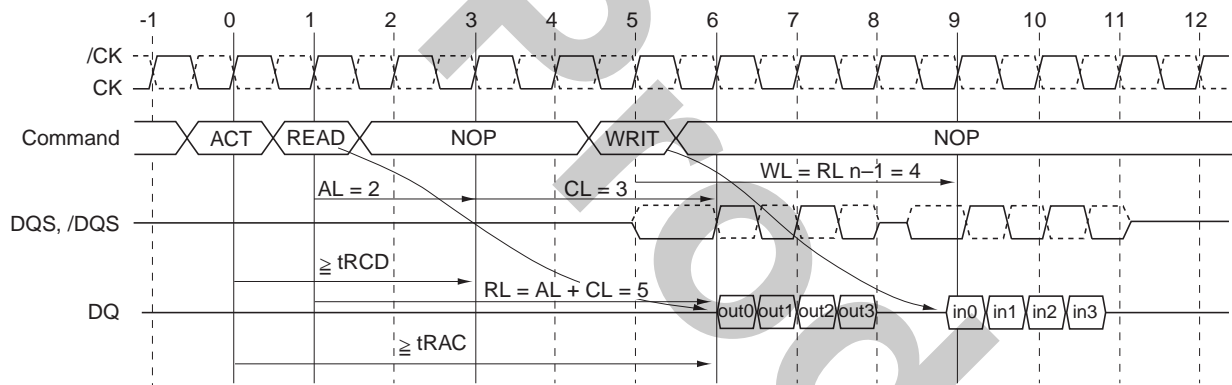 -1 0 1 2 3 4 5 6 7 8 9 10 11 12
/CK
CK
Command ACT READ NOP WRIT NOP
AL = 2 CL = 3 WL = RL n–1 = 4
DQS, /DQS
≧ tRCD
RL = AL + CL = 5
DQ out0 out1 out2 out3 in0 in1 in2 in3
≧ tRAC